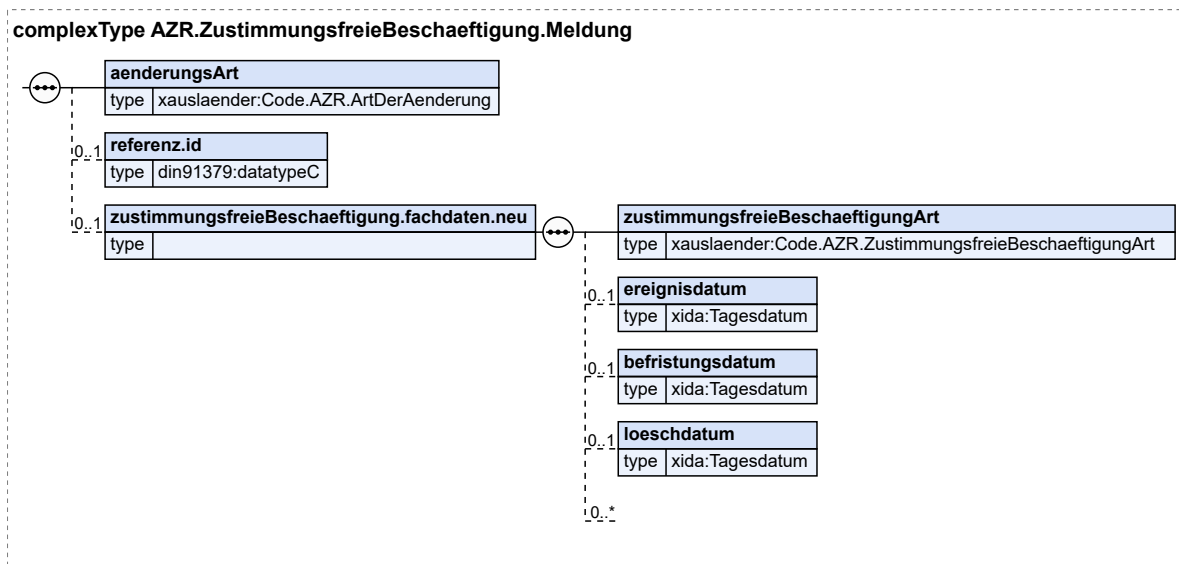 complexType AZR.ZustimmungsfreieBeschaeftigung.Meldung
aenderungsArt
type xauslaender:Code.AZR.ArtDerAenderung
0..1 referenz.id
type din91379:datatypeC
0..1 zustimmungsfreieBeschaeftigung.fachdaten.neu
type
zustimmungsfreieBeschaeftigungArt
type xauslaender:Code.AZR.ZustimmungsfreieBeschaeftigungArt
0..1 ereignisdatum
type xida:Tagesdatum
0..1 befristungsdatum
type xida:Tagesdatum
0..1 loeschdatum
type xida:Tagesdatum
0..*